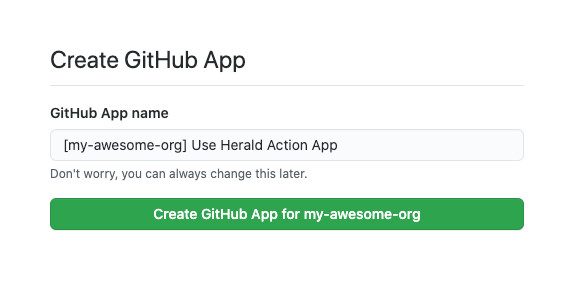 Create GitHub App
GitHub App name
[my-awesome-org] Use Herald Action App
Don't worry, you can always change this later.
Create GitHub App for my-awesome-org